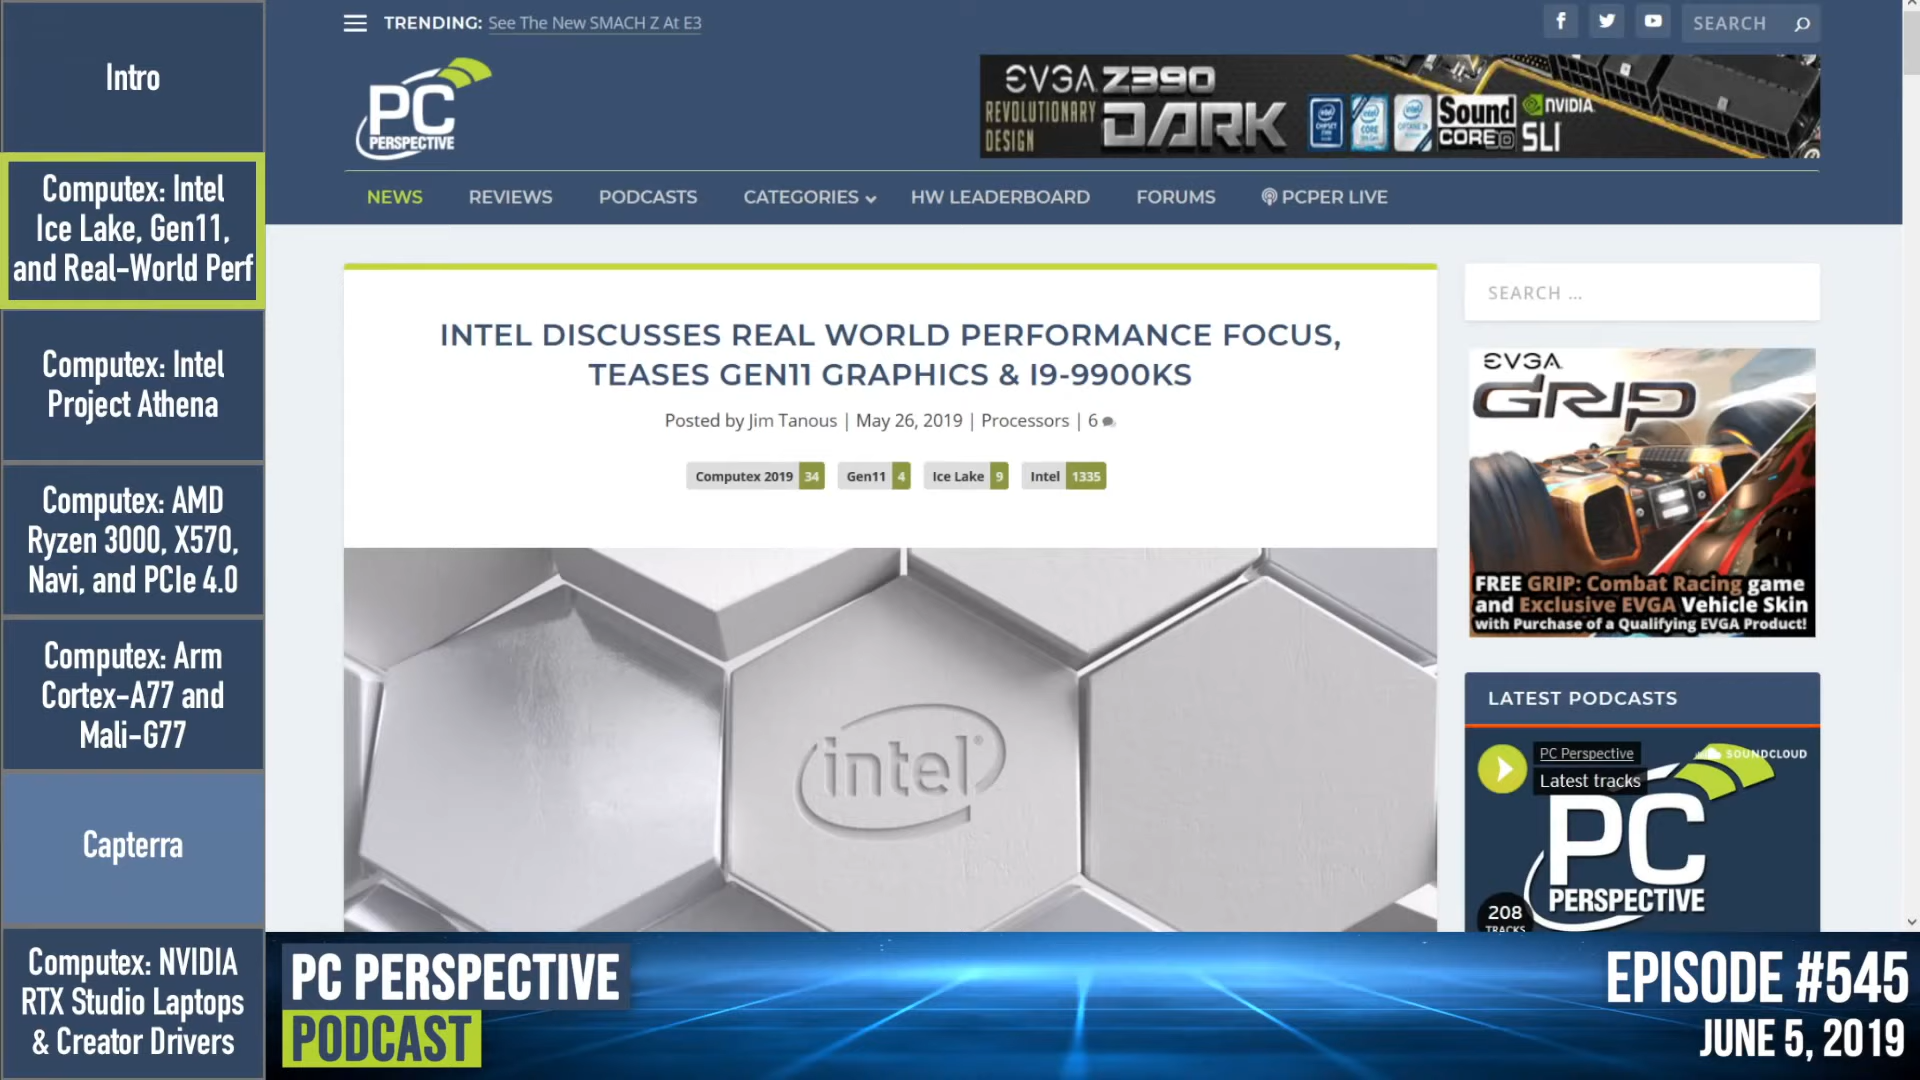 Intro
Computex: Intel
Ice Lake, Gen11,
and Real-World Perf
Computex: Intel
Project Athena
Computex: AMD
Ryzen 3000, X570,
Navi, and PCIe 4.0
Computex: Arm
Cortex-A77 and
Mali-G77
Capterra
Computex: NVIDIA
RTX Studio Laptops
& Creator Drivers
TRENDING: See The New SMACH Z At E3
SEARCH
PC
PERSPECTIVE
EVGA Z390
REVOLUTIONARY
DESIGN
DARK
Sound
CORE3D
NVIDIA
SLI
NEWS REVIEWS PODCASTS CATEGORIES HW LEADERBOARD FORUMS PCPER LIVE
INTEL DISCUSSES REAL WORLD PERFORMANCE FOCUS,
TEASES GEN11 GRAPHICS & I9-9900KS
Posted by Jim Tanous | May 26, 2019 | Processors | 6
Computex 2019 34 Gen11 4 Ice Lake 9 Intel 1335
intel®
SEARCH …
EVGA
GRIP
FREE GRIP: Combat Racing game
and Exclusive EVGA Vehicle Skin
with Purchase of a Qualifying EVGA Product!
LATEST PODCASTS
PC Perspective
SOUNDCLOUD
Latest tracks
PC
PERSPECTIVE
208
TRACKS
PC PERSPECTIVE
PODCAST
EPISODE #545
JUNE 5, 2019